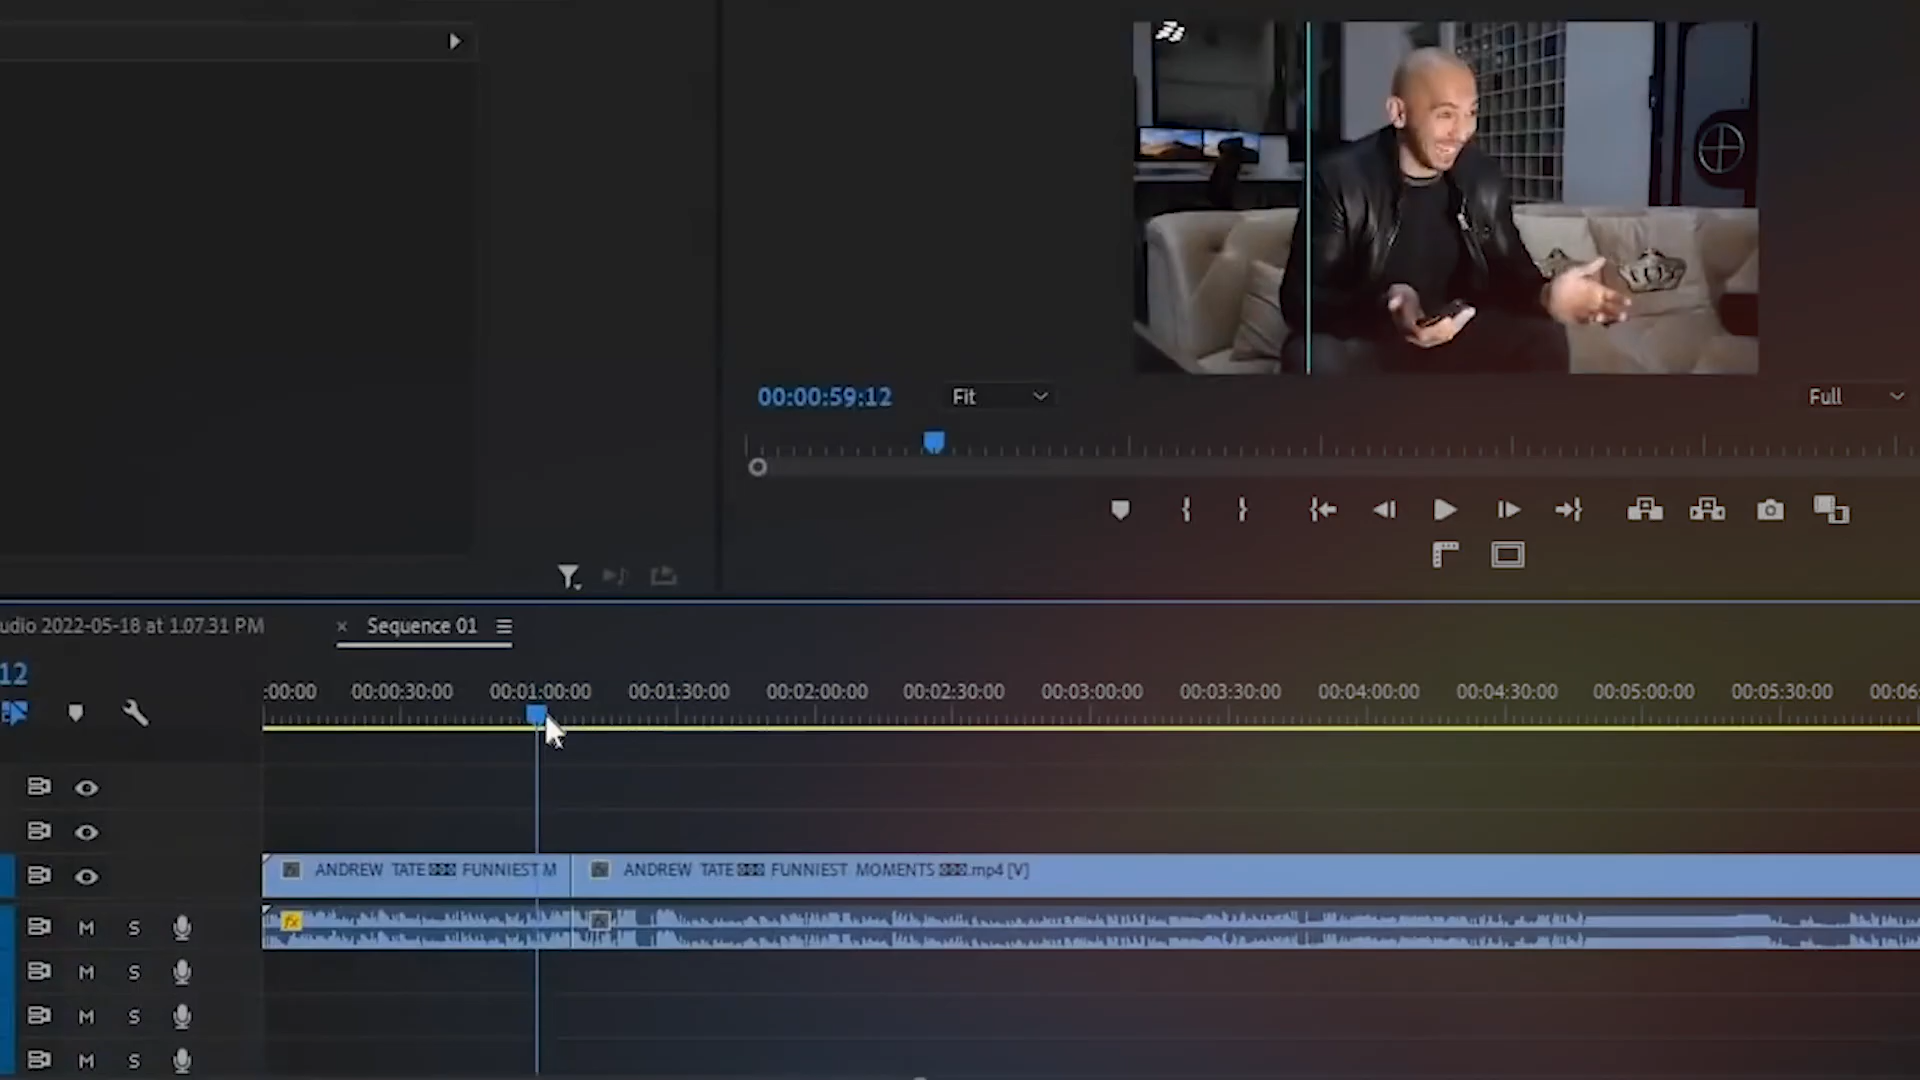 00:00:59:12 Fit Full
udio 2022-05-18 at 1.07.31 PM × Sequence 01
12
:00:00 00:00:30:00 00:01:00:00 00:01:30:00 00:02:00:00 00:02:30:00 00:03:00:00 00:03:30:00 00:04:00:00 00:04:30:00 00:05:00:00 00:05:30:00 00:06:
ANDREW TATE FUNNIEST M ANDREW TATE FUNNIEST MOMENTS .mp4 [V]
M S fx
M S
M S
M S